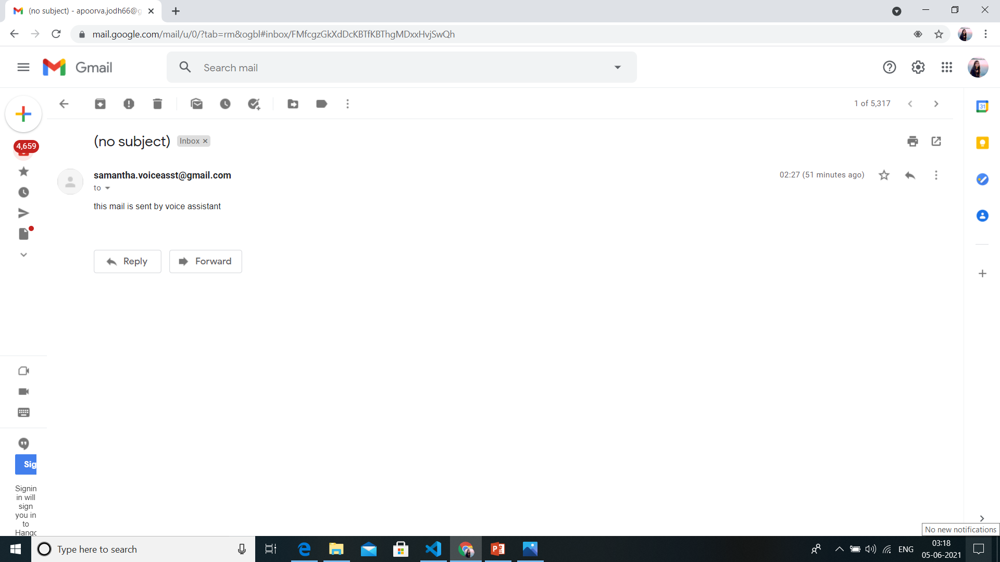 (no subject) - apoorva.jodh66@g
mail.google.com/mail/u/0/?tab=rm&ogbl#inbox/FMfcgzGkXdDcKBTfKBThgMDxxHvjSwQh
Gmail
Search mail
1 of 5,317
31
4,659
(no subject)
Inbox ×
samantha.voiceasst@gmail.com
02:27 (51 minutes ago)
to
this mail is sent by voice assistant
Reply
Forward
Sig
Signin
in will
sign
you in
to
Hangc
No new notifications
Type here to search
ENG
03:18
05-06-2021